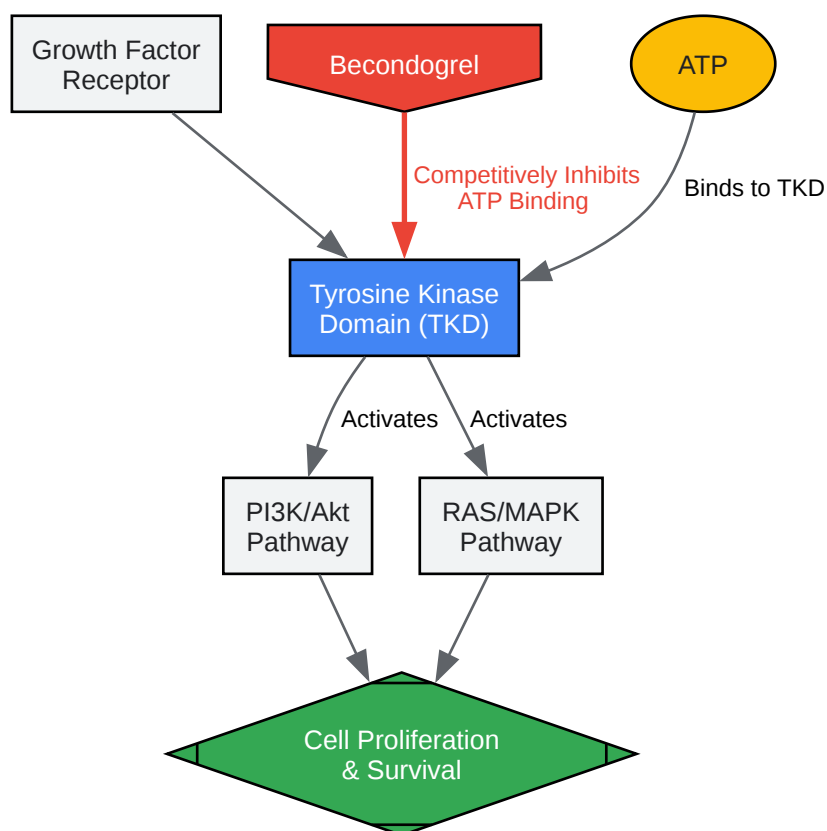 Growth Factor
Receptor
Becondogrel
ATP
Competitively Inhibits
ATP Binding
Binds to TKD
Tyrosine Kinase
Domain (TKD)
Activates
Activates
PI3K/Akt
Pathway
RAS/MAPK
Pathway
Cell Proliferation
& Survival